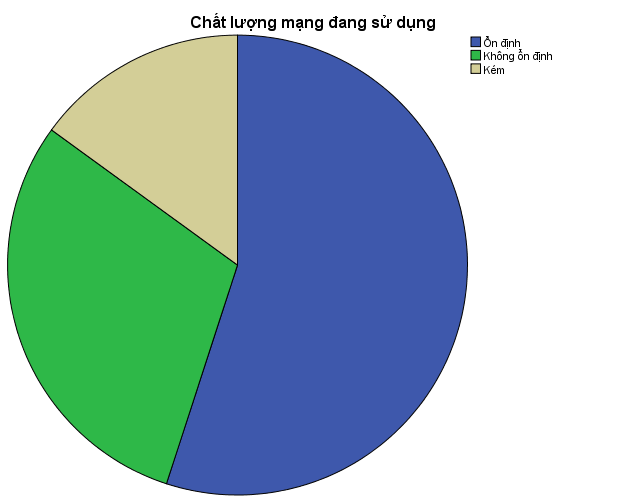 Chất lượng mạng đang sử dụng
Ổn định
Không ổn định
Kém